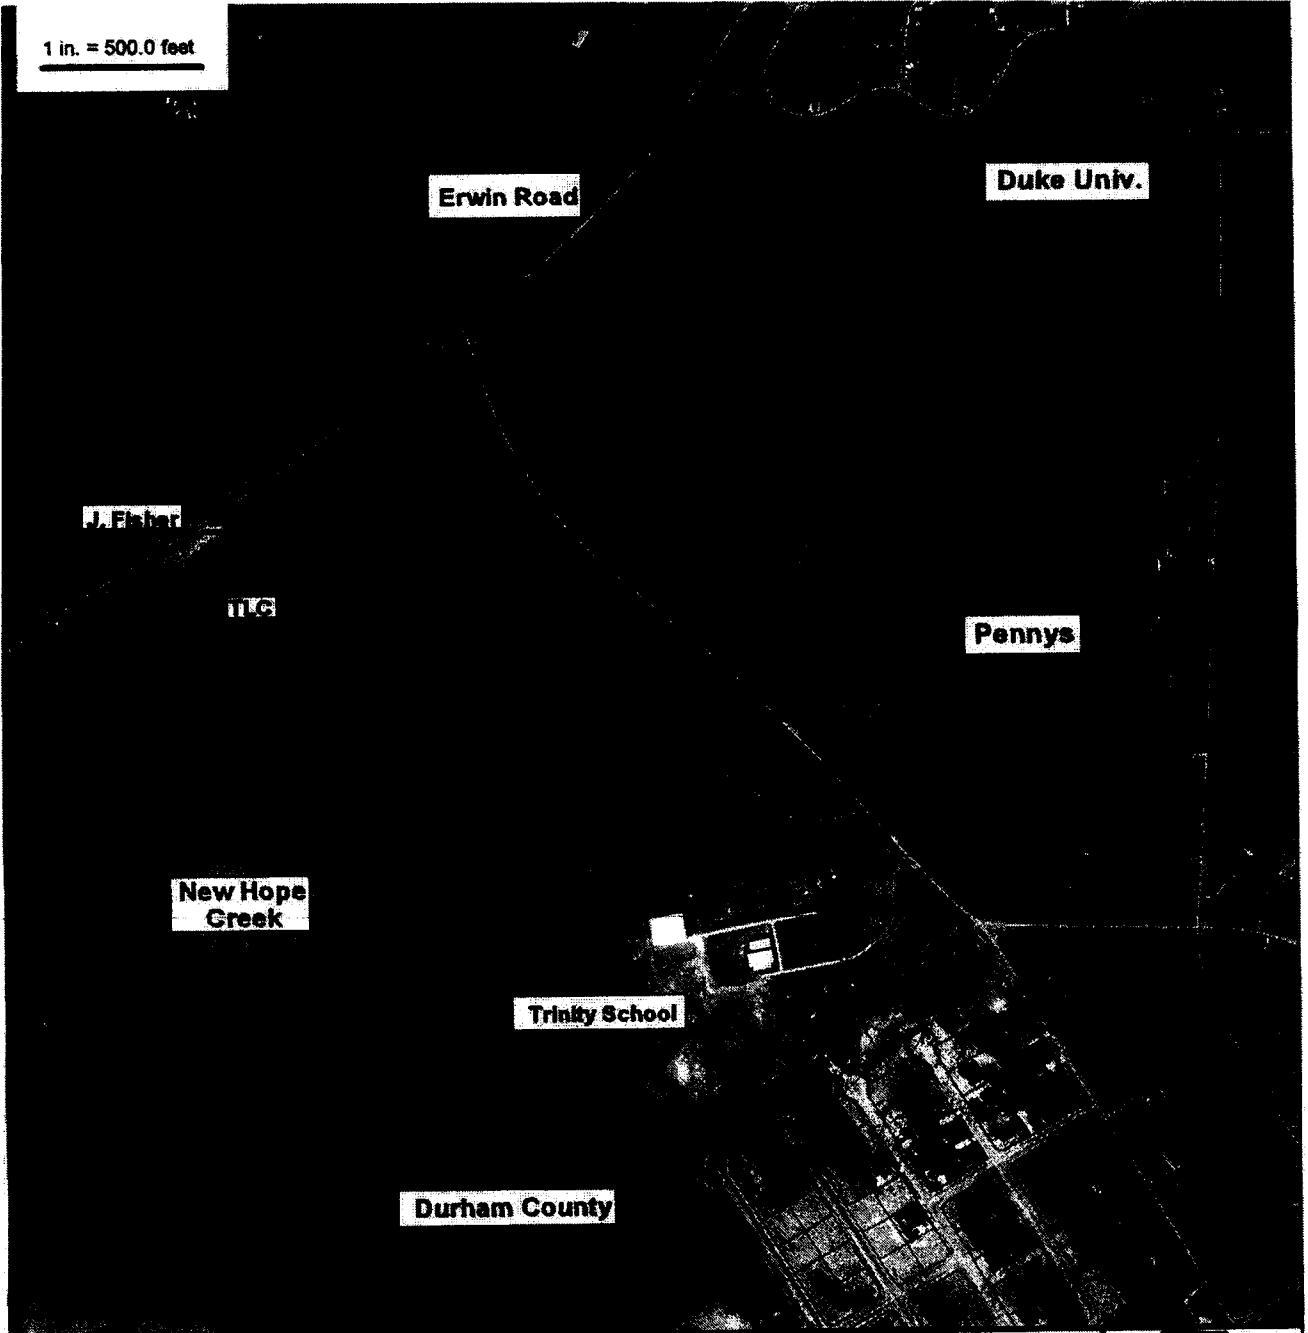 1 in. = 500.0 feet
Erwin Road
Duke Univ.
J. Fisher
TLC
Pennys
New Hope
Creek
Trinity School
Durham County